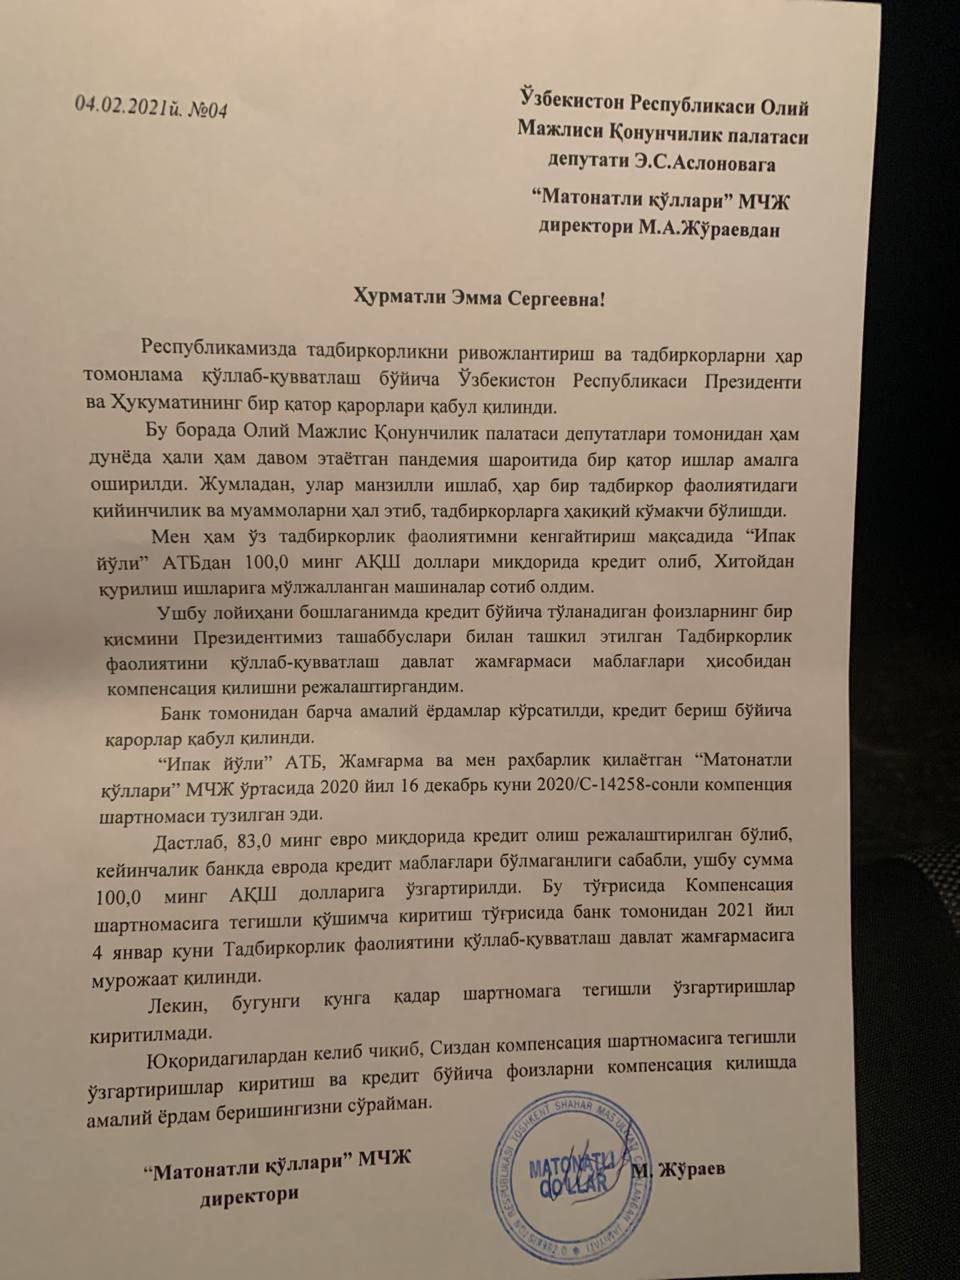 04.02.2021й. №04
Ўзбекистон Республикаси Олий
Мажлиси Қонунчилик палатаси
депутати Э.С.Аслоновага
“Матонатли қўллари” МЧЖ
директори М.А.Жўраевдан
Ҳурматли Эмма Сергеевна!
Республикамизда тадбиркорликни ривожлантириш ва тадбиркорларни ҳар
томонлама қўллаб-қувватлаш бўйича Ўзбекистон Республикаси Президенти
ва Ҳукуматининг бир қатор қарорлари қабул қилинди.
Бу борада Олий Мажлис Қонунчилик палатаси депутатлари томонидан ҳам
дунёда ҳали ҳам давом этаётган пандемия шароитида бир қатор ишлар амалга
оширилди. Жумладан, улар манзилли ишлаб, ҳар бир тадбиркор фаолиятидаги
қийинчилик ва муаммоларни ҳал этиб, тадбиркорларга ҳақиқий кўмакчи бўлишди.
Мен ҳам ўз тадбиркорлик фаолиятимни кенгайтириш мақсадида “Ипак
йўли” АТБдан 100,0 минг АҚШ доллари миқдорида кредит олиб, Хитойдан
қурилиш ишларига мўлжалланган машиналар сотиб олдим.
Ушбу лойиҳани бошлаганимда кредит бўйича тўланадиган фоизларнинг бир
қисмини Президентимиз ташаббуслари билан ташкил этилган Тадбиркорлик
фаолиятини қўллаб-қувватлаш давлат жамғармаси маблағлари ҳисобидан
компенсация қилишни режалаштиргандим.
Банк томонидан барча амалий ёрдамлар кўрсатилди, кредит бериш бўйича
қарорлар қабул қилинди.
“Ипак йўли” АТБ, Жамғарма ва мен раҳбарлик қилаётган “Матонатли
қўллари” МЧЖ ўртасида 2020 йил 16 декабрь куни 2020/С-14258-сонли компенция
шартномаси тузилган эди.
Дастлаб, 83,0 минг евро миқдорида кредит олиш режалаштирилган бўлиб,
кейинчалик банкда еврода кредит маблағлари бўлмаганлиги сабабли, ушбу сумма
100,0 минг АҚШ долларига ўзгартирилди. Бу тўғрисида Компенсация
шартномасига тегишли қўшимча киритиш тўғрисида банк томонидан 2021 йил
4 январ куни Тадбиркорлик фаолиятини қўллаб-қувватлаш давлат жамғармасига
мурожаат қилинди.
Лекин, бугунги кунга қадар шартномага тегишли ўзгартиришлар
киритилмади.
Юқоридагилардан келиб чиқиб, Сиздан компенсация шартномасига тегишли
ўзгартиришлар киритиш ва кредит бўйича фоизларни компенсация қилишда
амалий ёрдам беришингизни сўрайман.
“Матонатли қўллари” МЧЖ
директори
М. Жўраев
MATONATLI
QO'LLAR
O'ZBEKISTON RESPUBLIKASI TOSHKENT SHAHAR